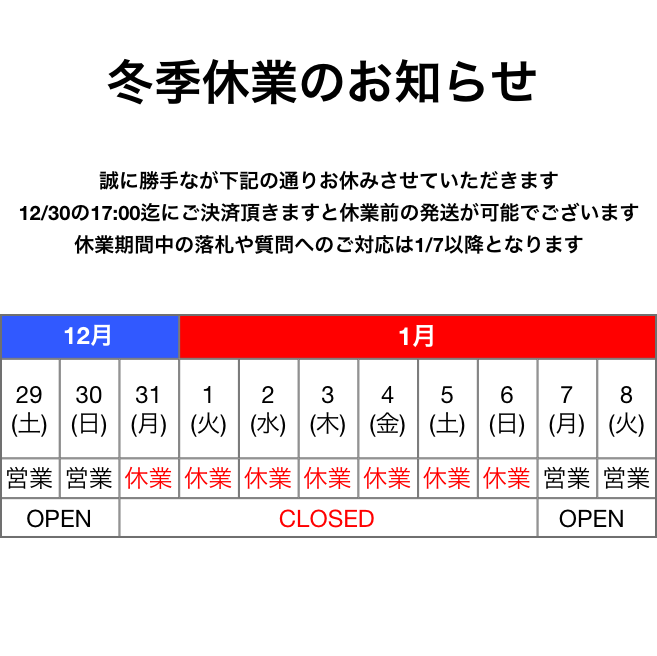 冬季休業のお知らせ
誠に勝手なが下記の通りお休みさせていただきます
12/30の17:00迄にご決済頂きますと休業前の発送が可能でございます
休業期間中の落札や質問へのご対応は1/7以降となります
12月 1月
29 30 31 1 2 3 4 5 6 7 8
(土) (日) (月) (火) (水) (木) (金) (土) (日) (月) (火)
営業 営業 休業 休業 休業 休業 休業 休業 休業 営業 営業
OPEN CLOSED OPEN